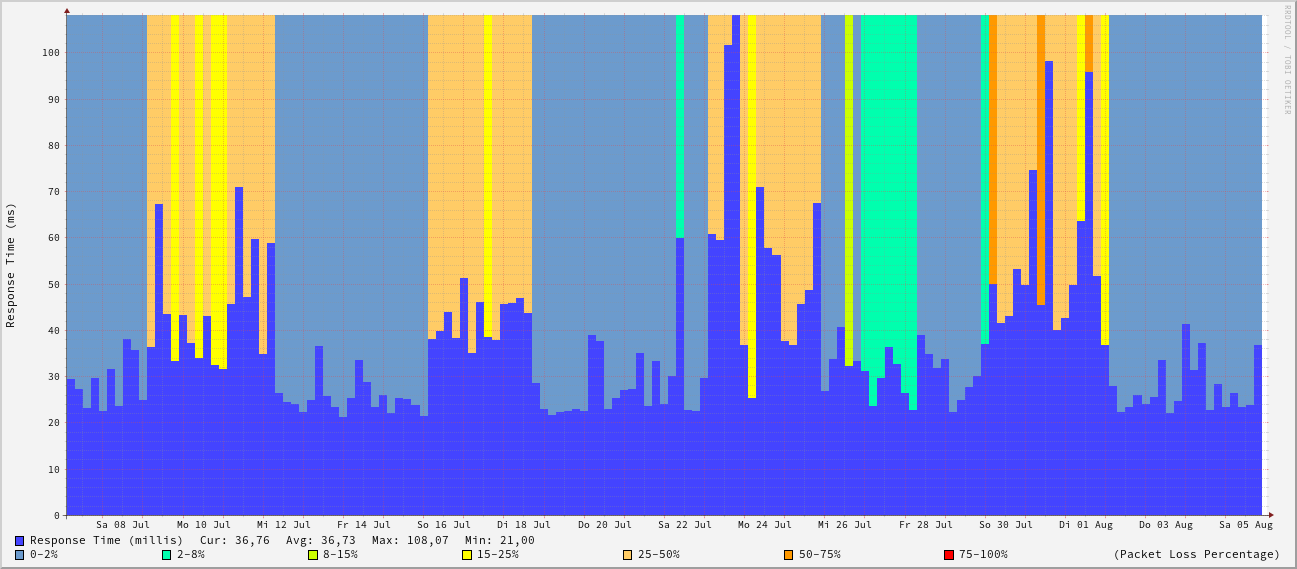 RRDTOOL / TOBI OETIKER
Response Time (ms)
100
90
80
70
60
50
40
30
20
10
0
Sa 08 Jul Mo 10 Jul Mi 12 Jul Fr 14 Jul So 16 Jul Di 18 Jul Do 20 Jul Sa 22 Jul Mo 24 Jul Mi 26 Jul Fr 28 Jul So 30 Jul Di 01 Aug Do 03 Aug Sa 05 Aug
Response Time (millis) Cur: 36,76 Avg: 36,73 Max: 108,07 Min: 21,00
0-2% 2-8% 8-15% 15-25% 25-50% 50-75% 75-100% (Packet Loss Percentage)